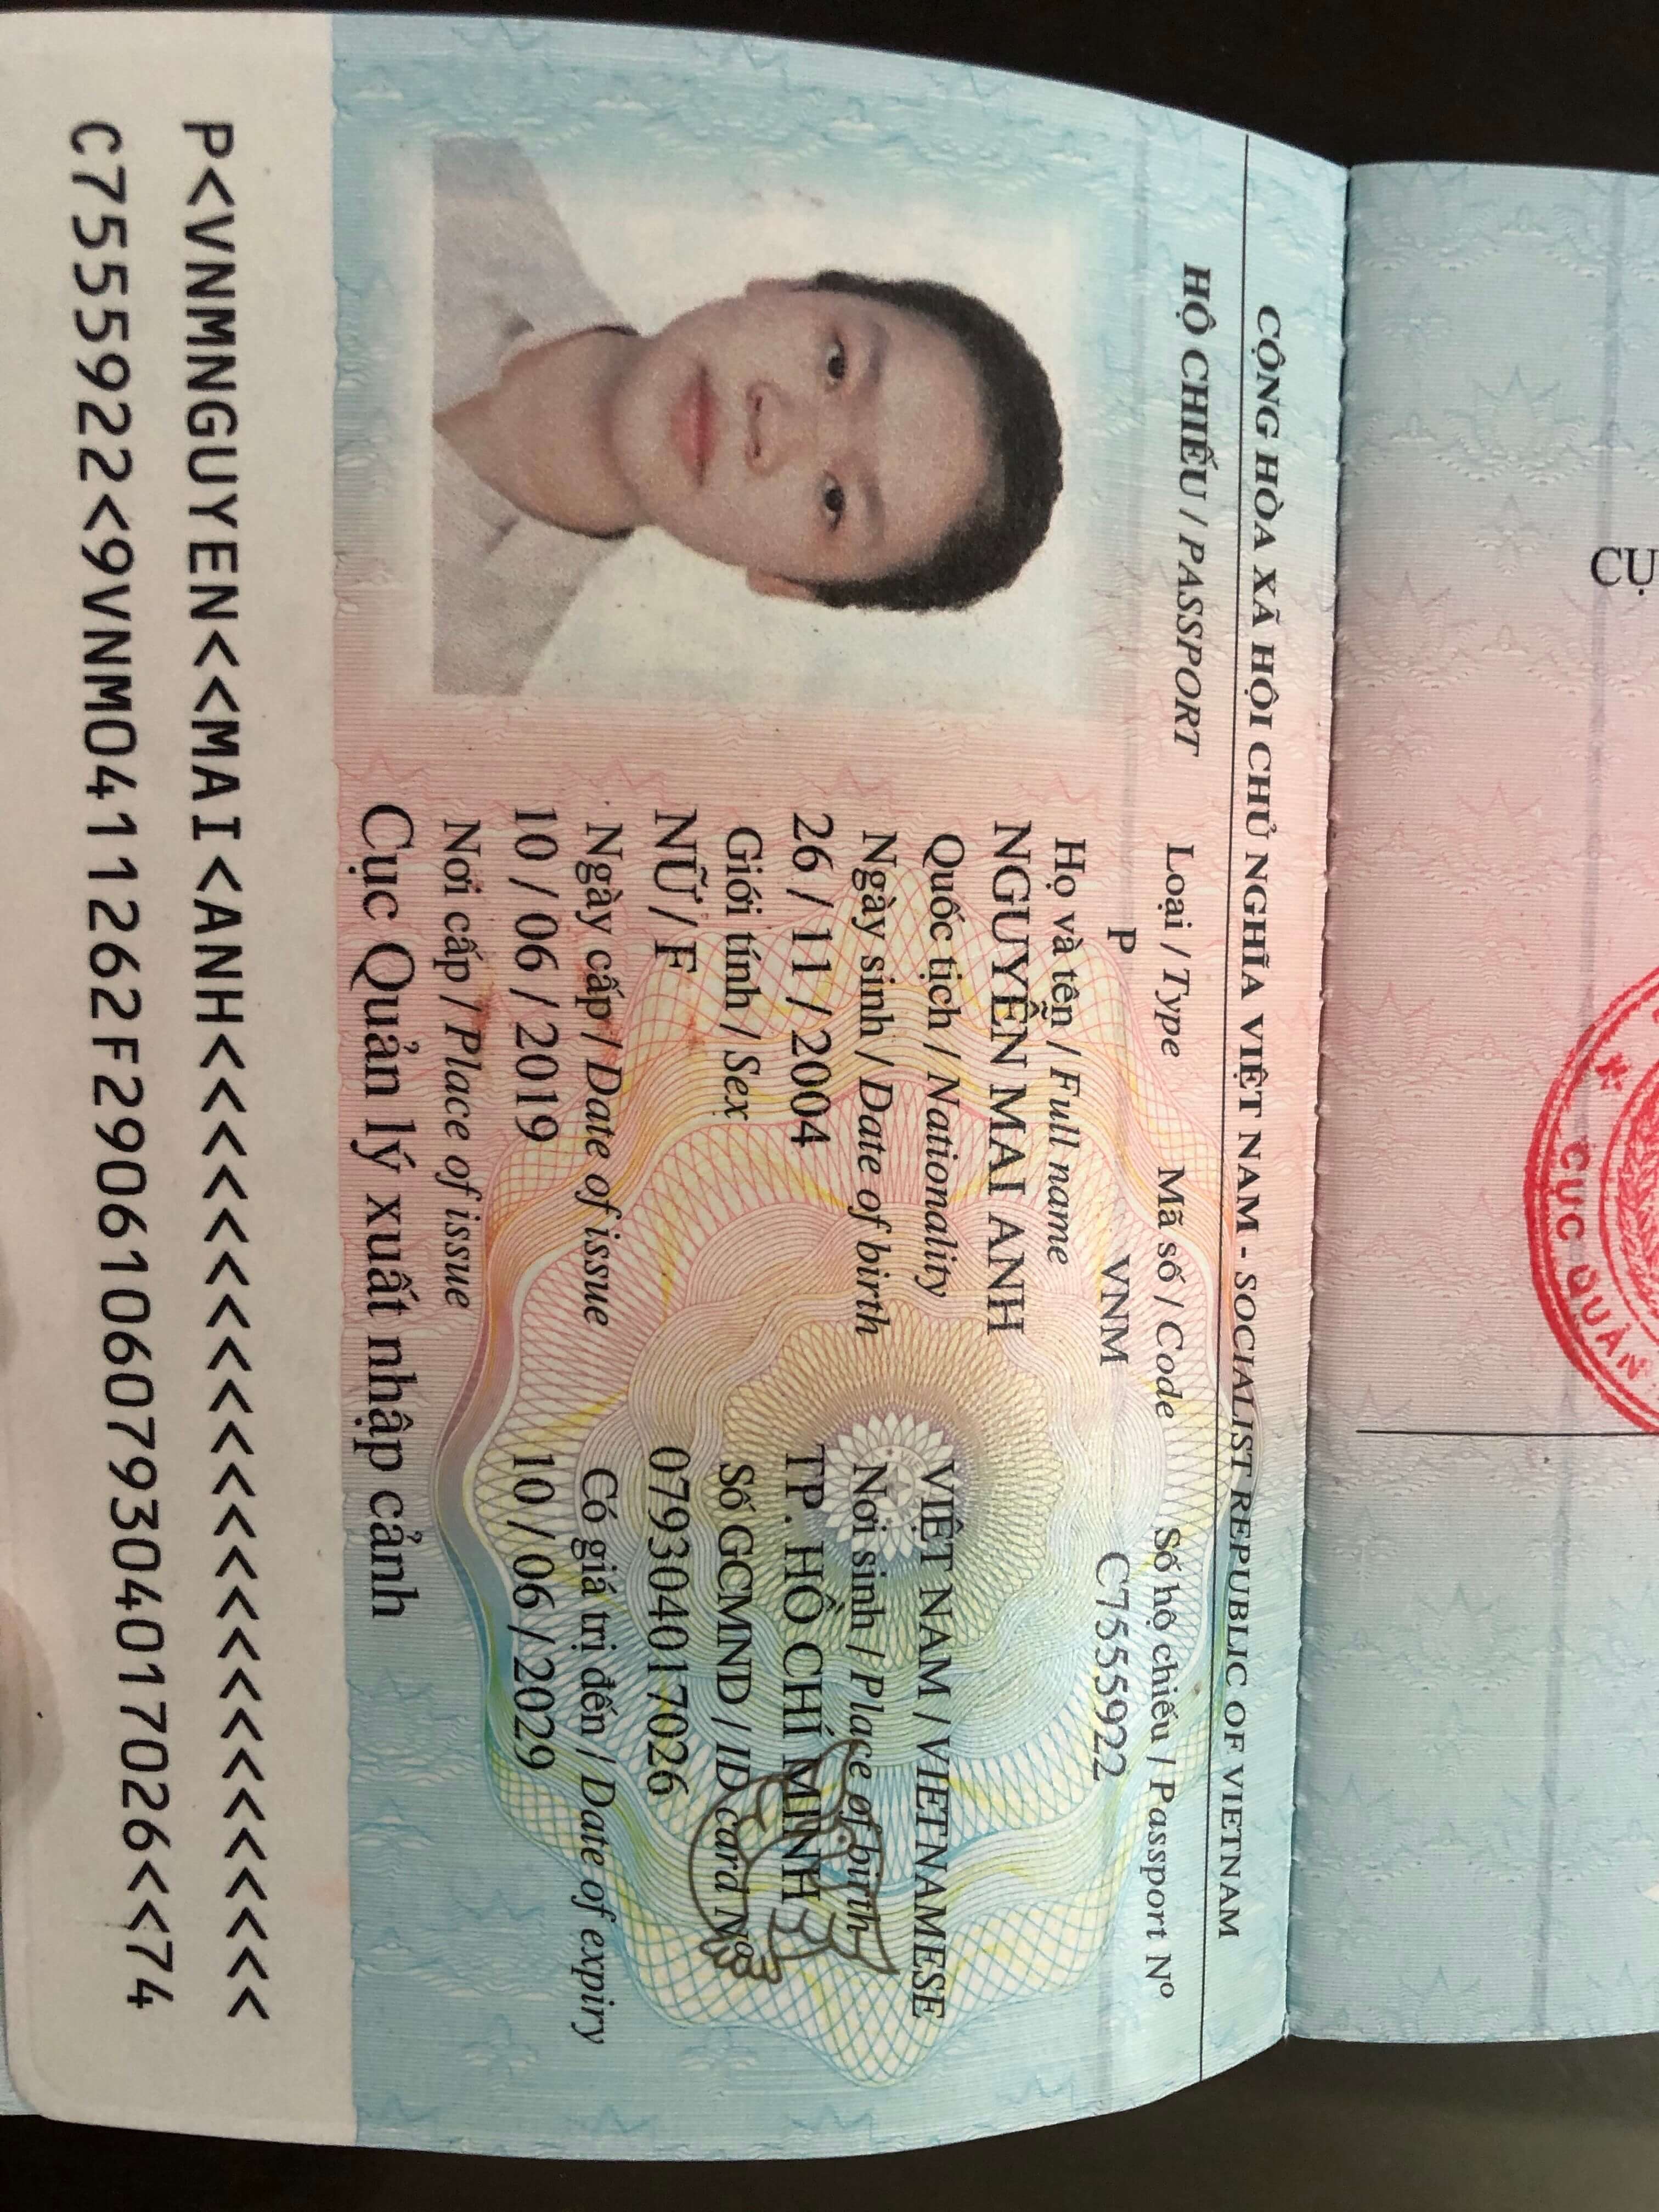 CỘNG HÒA XÃ HỘI CHỦ NGHĨA VIỆT NAM - SOCIALIST REPUBLIC OF VIETNAM
HỘ CHIẾU / PASSPORT
Loại / Type Mã số / Code Số hộ chiếu / Passport Nº
P VNM C7555922
Họ và tên / Full name
NGUYỄN MAI ANH
Quốc tịch / Nationality VIỆT NAM / VIETNAMESE
Ngày sinh / Date of birth Nơi sinh / Place of birth
26 / 11 / 2004 TP. HỒ CHÍ MINH
Giới tính / Sex Số GCMND / ID card Nº
NỮ / F 079304017026
Ngày cấp / Date of issue Có giá trị đến / Date of expiry
10 / 06 / 2019 10 / 06 / 2029
Nơi cấp / Place of issue
Cục Quản lý xuất nhập cảnh
P<VNMNGUYEN<<MAI<ANH<<<<<<<<<<<<<<<<<<<<<<<<
C7555922<9VNM0411262F2906106079304017026<<74
CỤC QUẢN